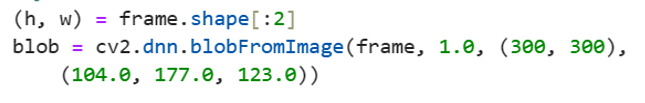 (h, w) = frame.shape[:2]
blob = cv2.dnn.blobFromImage(frame, 1.0, (300, 300),
    (104.0, 177.0, 123.0))